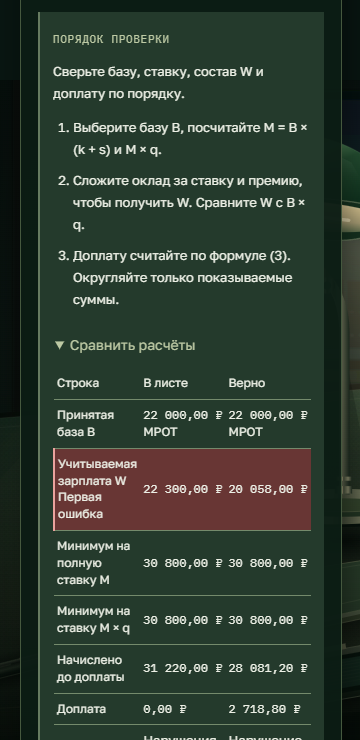 ПОРЯДОК ПРОВЕРКИ
Сверьте базу, ставку, состав W и
доплату по порядку.
1. Выберите базу B, посчитайте M = B ×
(k + s) и M × q.
2. Сложите оклад за ставку и премию,
чтобы получить W. Сравните W с B ×
q.
3. Доплату считайте по формуле (3).
Округляйте только показываемые
суммы.
▼ Сравнить расчёты
Строка В листе Верно
Принятая 22 000,00 ₽ 22 000,00 ₽
база B МРОТ МРОТ
Учитываемая
зарплата W 22 300,00 ₽ 20 058,00 ₽
Первая
ошибка
Минимум на
полную 30 800,00 ₽ 30 800,00 ₽
ставку M
Минимум на
ставку M × q 30 800,00 ₽ 30 800,00 ₽
Начислено 31 220,00 ₽ 28 081,20 ₽
до доплаты
Доплата 0,00 ₽ 2 718,80 ₽